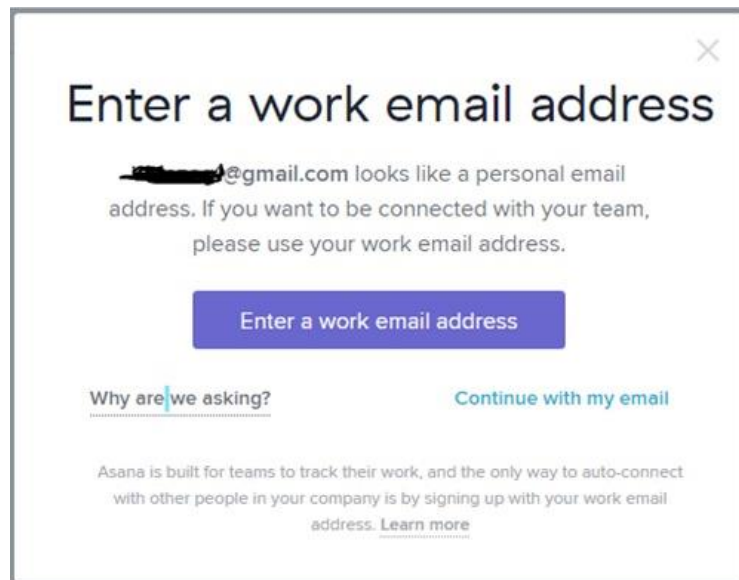 Enter a work email address
@gmail.com looks like a personal email
address. If you want to be connected with your team,
please use your work email address.
Enter a work email address
Why are we asking?
Continue with my email
Asana is built for teams to track their work, and the only way to auto-connect
with other people in your company is by signing up with your work email
address. Learn more